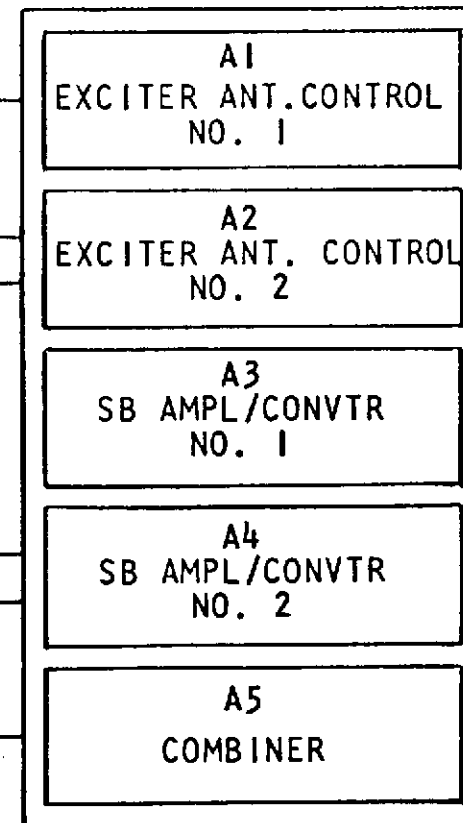 A1
EXCITER ANT.CONTROL
NO. 1
A2
EXCITER ANT. CONTROL
NO. 2
A3
SB AMPL/CONVTR
NO. 1
A4
SB AMPL/CONVTR
NO. 2
A5
COMBINER